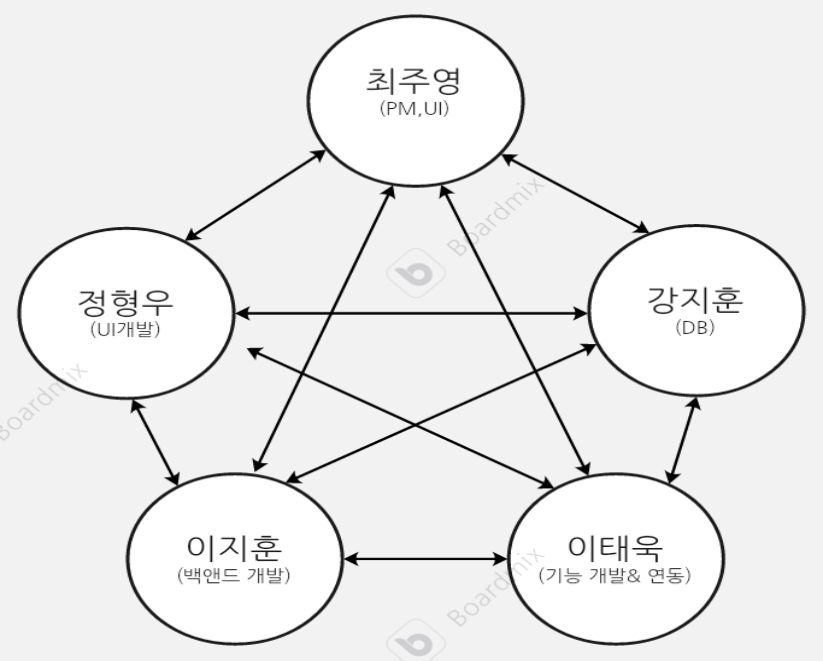 최주영
(PM,UI)
Boardmix
정형우
(UI개발)
강지훈
(DB)
Boardmix
이지훈
(백앤드 개발)
이태욱
(기능 개발& 연동)
Boardmix